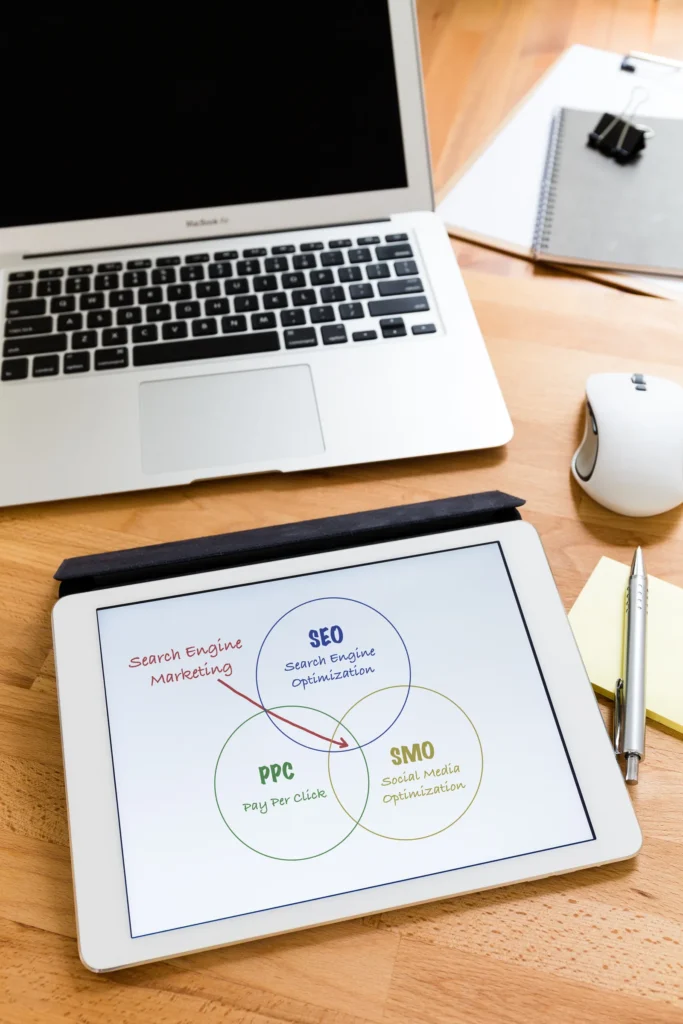 MacBook Air
Search Engine
Marketing
SEO
Search Engine
Optimization
PPC
Pay Per Click
SMO
Social Media
Optimization